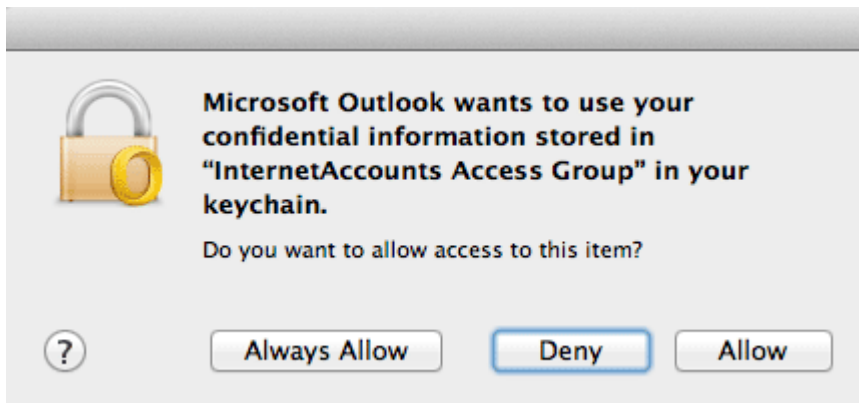 Microsoft Outlook wants to use your
confidential information stored in
“InternetAccounts Access Group” in your
keychain.
Do you want to allow access to this item?
? Always Allow Deny Allow